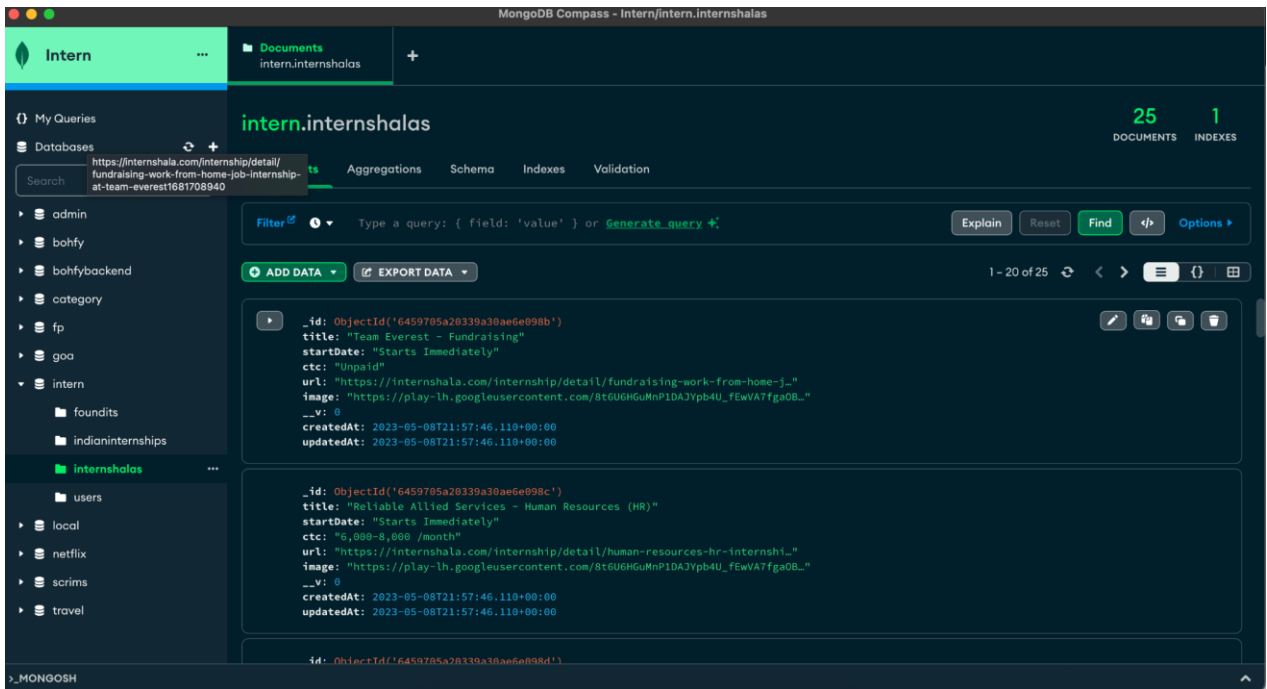 MongoDB Compass - Intern/intern.internshalas
Intern
Documents
intern.internshalas
{} My Queries
Databases
https://internshala.com/internship/detail/
fundraising-work-from-home-job-internship-
at-team-everest1681708940
Search
admin
bohfy
bohfybackend
category
fp
goa
intern
foundits
indianinternships
internshalas
users
local
netflix
scrims
travel
intern.internshalas
25
DOCUMENTS
1
INDEXES
ts Aggregations Schema Indexes Validation
Filter Type a query: { field: 'value' } or Generate query Explain Reset Find </> Options
ADD DATA EXPORT DATA 1 – 20 of 25 {}
_id: ObjectId('6459705a20339a30ae6e098b')
title: "Team Everest - Fundraising"
startDate: "Starts Immediately"
ctc: "Unpaid"
url: "https://internshala.com/internship/detail/fundraising-work-from-home-j…"
image: "https://play-lh.googleusercontent.com/8t6U6HGuMnP1DAJYpb4U_fEwVA7fgaOB…"
__v: 0
createdAt: 2023-05-08T21:57:46.110+00:00
updatedAt: 2023-05-08T21:57:46.110+00:00
_id: ObjectId('6459705a20339a30ae6e098c')
title: "Reliable Allied Services - Human Resources (HR)"
startDate: "Starts Immediately"
ctc: "6,000-8,000 /month"
url: "https://internshala.com/internship/detail/human-resources-hr-internshi…"
image: "https://play-lh.googleusercontent.com/8t6U6HGuMnP1DAJYpb4U_fEwVA7fgaOB…"
__v: 0
createdAt: 2023-05-08T21:57:46.110+00:00
updatedAt: 2023-05-08T21:57:46.110+00:00
_id: ObjectId('6459705a20339a30ae6e098d')
>_MONGOSH